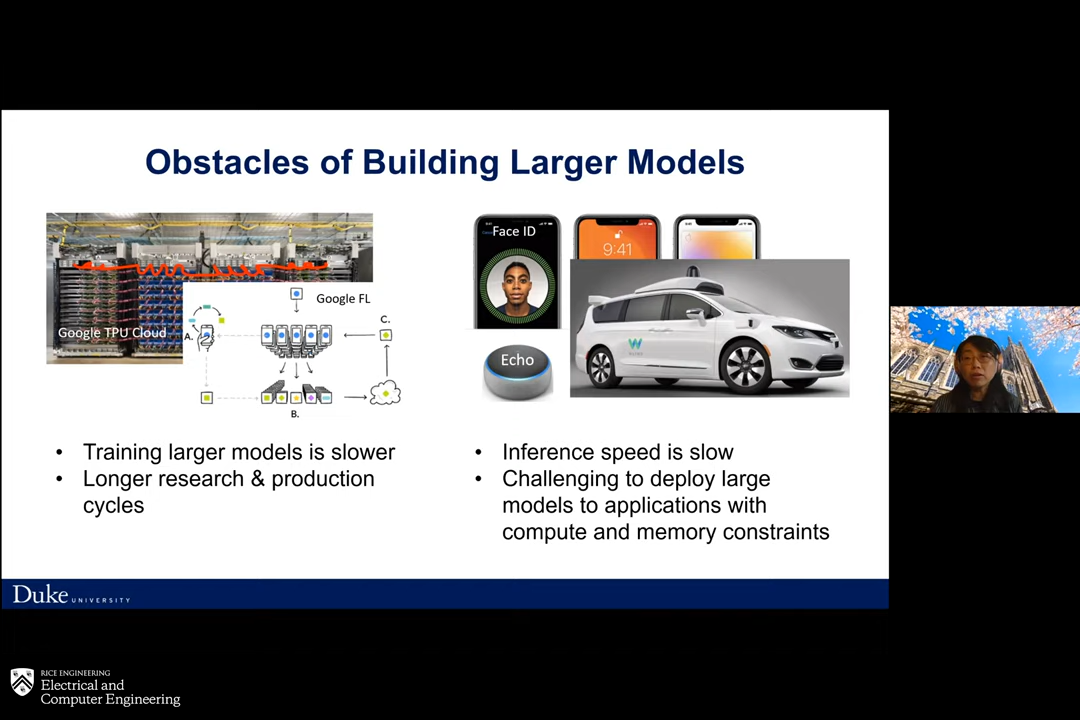 Obstacles of Building Larger Models
Google TPU Cloud
Google FL
A.
B.
C.
Face ID
9:41
Echo
• Training larger models is slower
• Longer research & production
cycles
• Inference speed is slow
• Challenging to deploy large
models to applications with
compute and memory constraints
Duke UNIVERSITY
RICE ENGINEERING
Electrical and
Computer Engineering